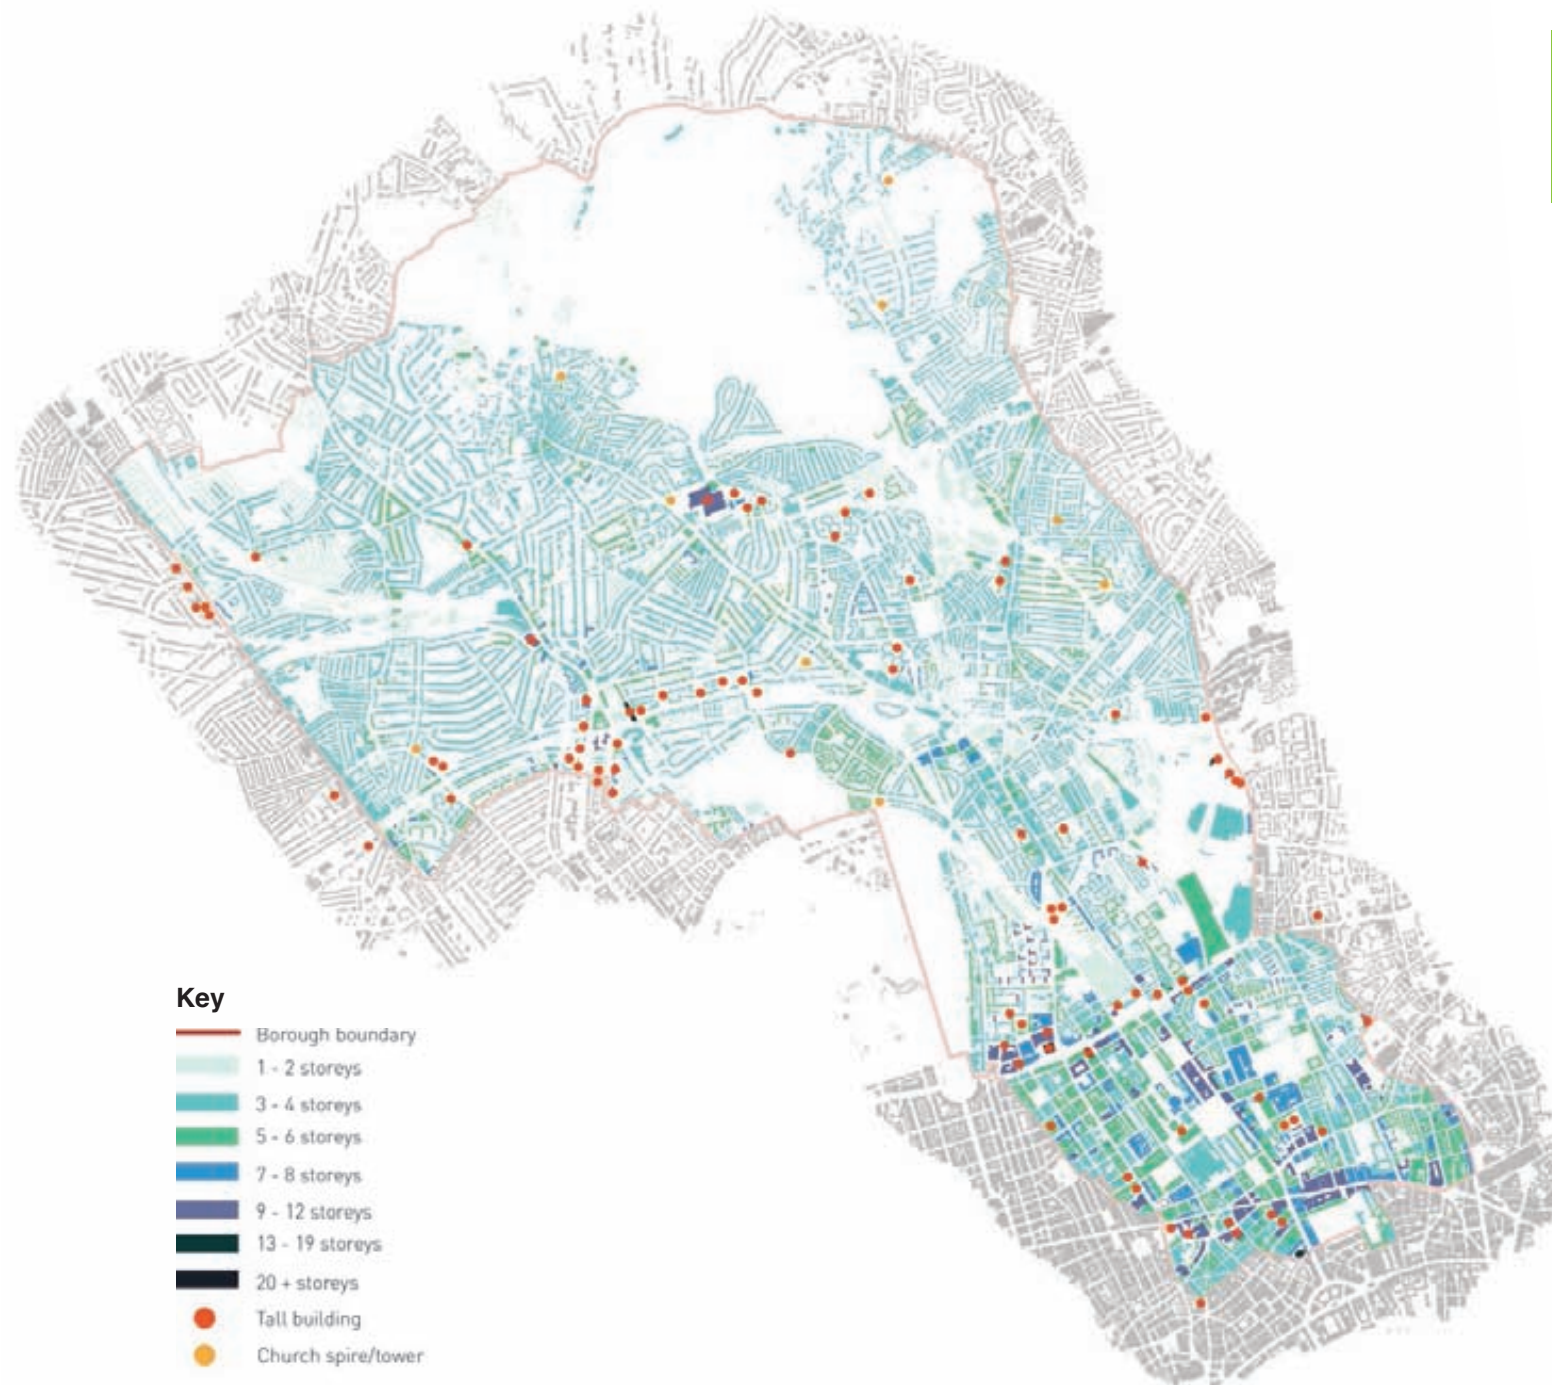 Key
Borough boundary
1 - 2 storeys
3 - 4 storeys
5 - 6 storeys
7 - 8 storeys
9 - 12 storeys
13 - 19 storeys
20 + storeys
Tall building
Church spire/tower